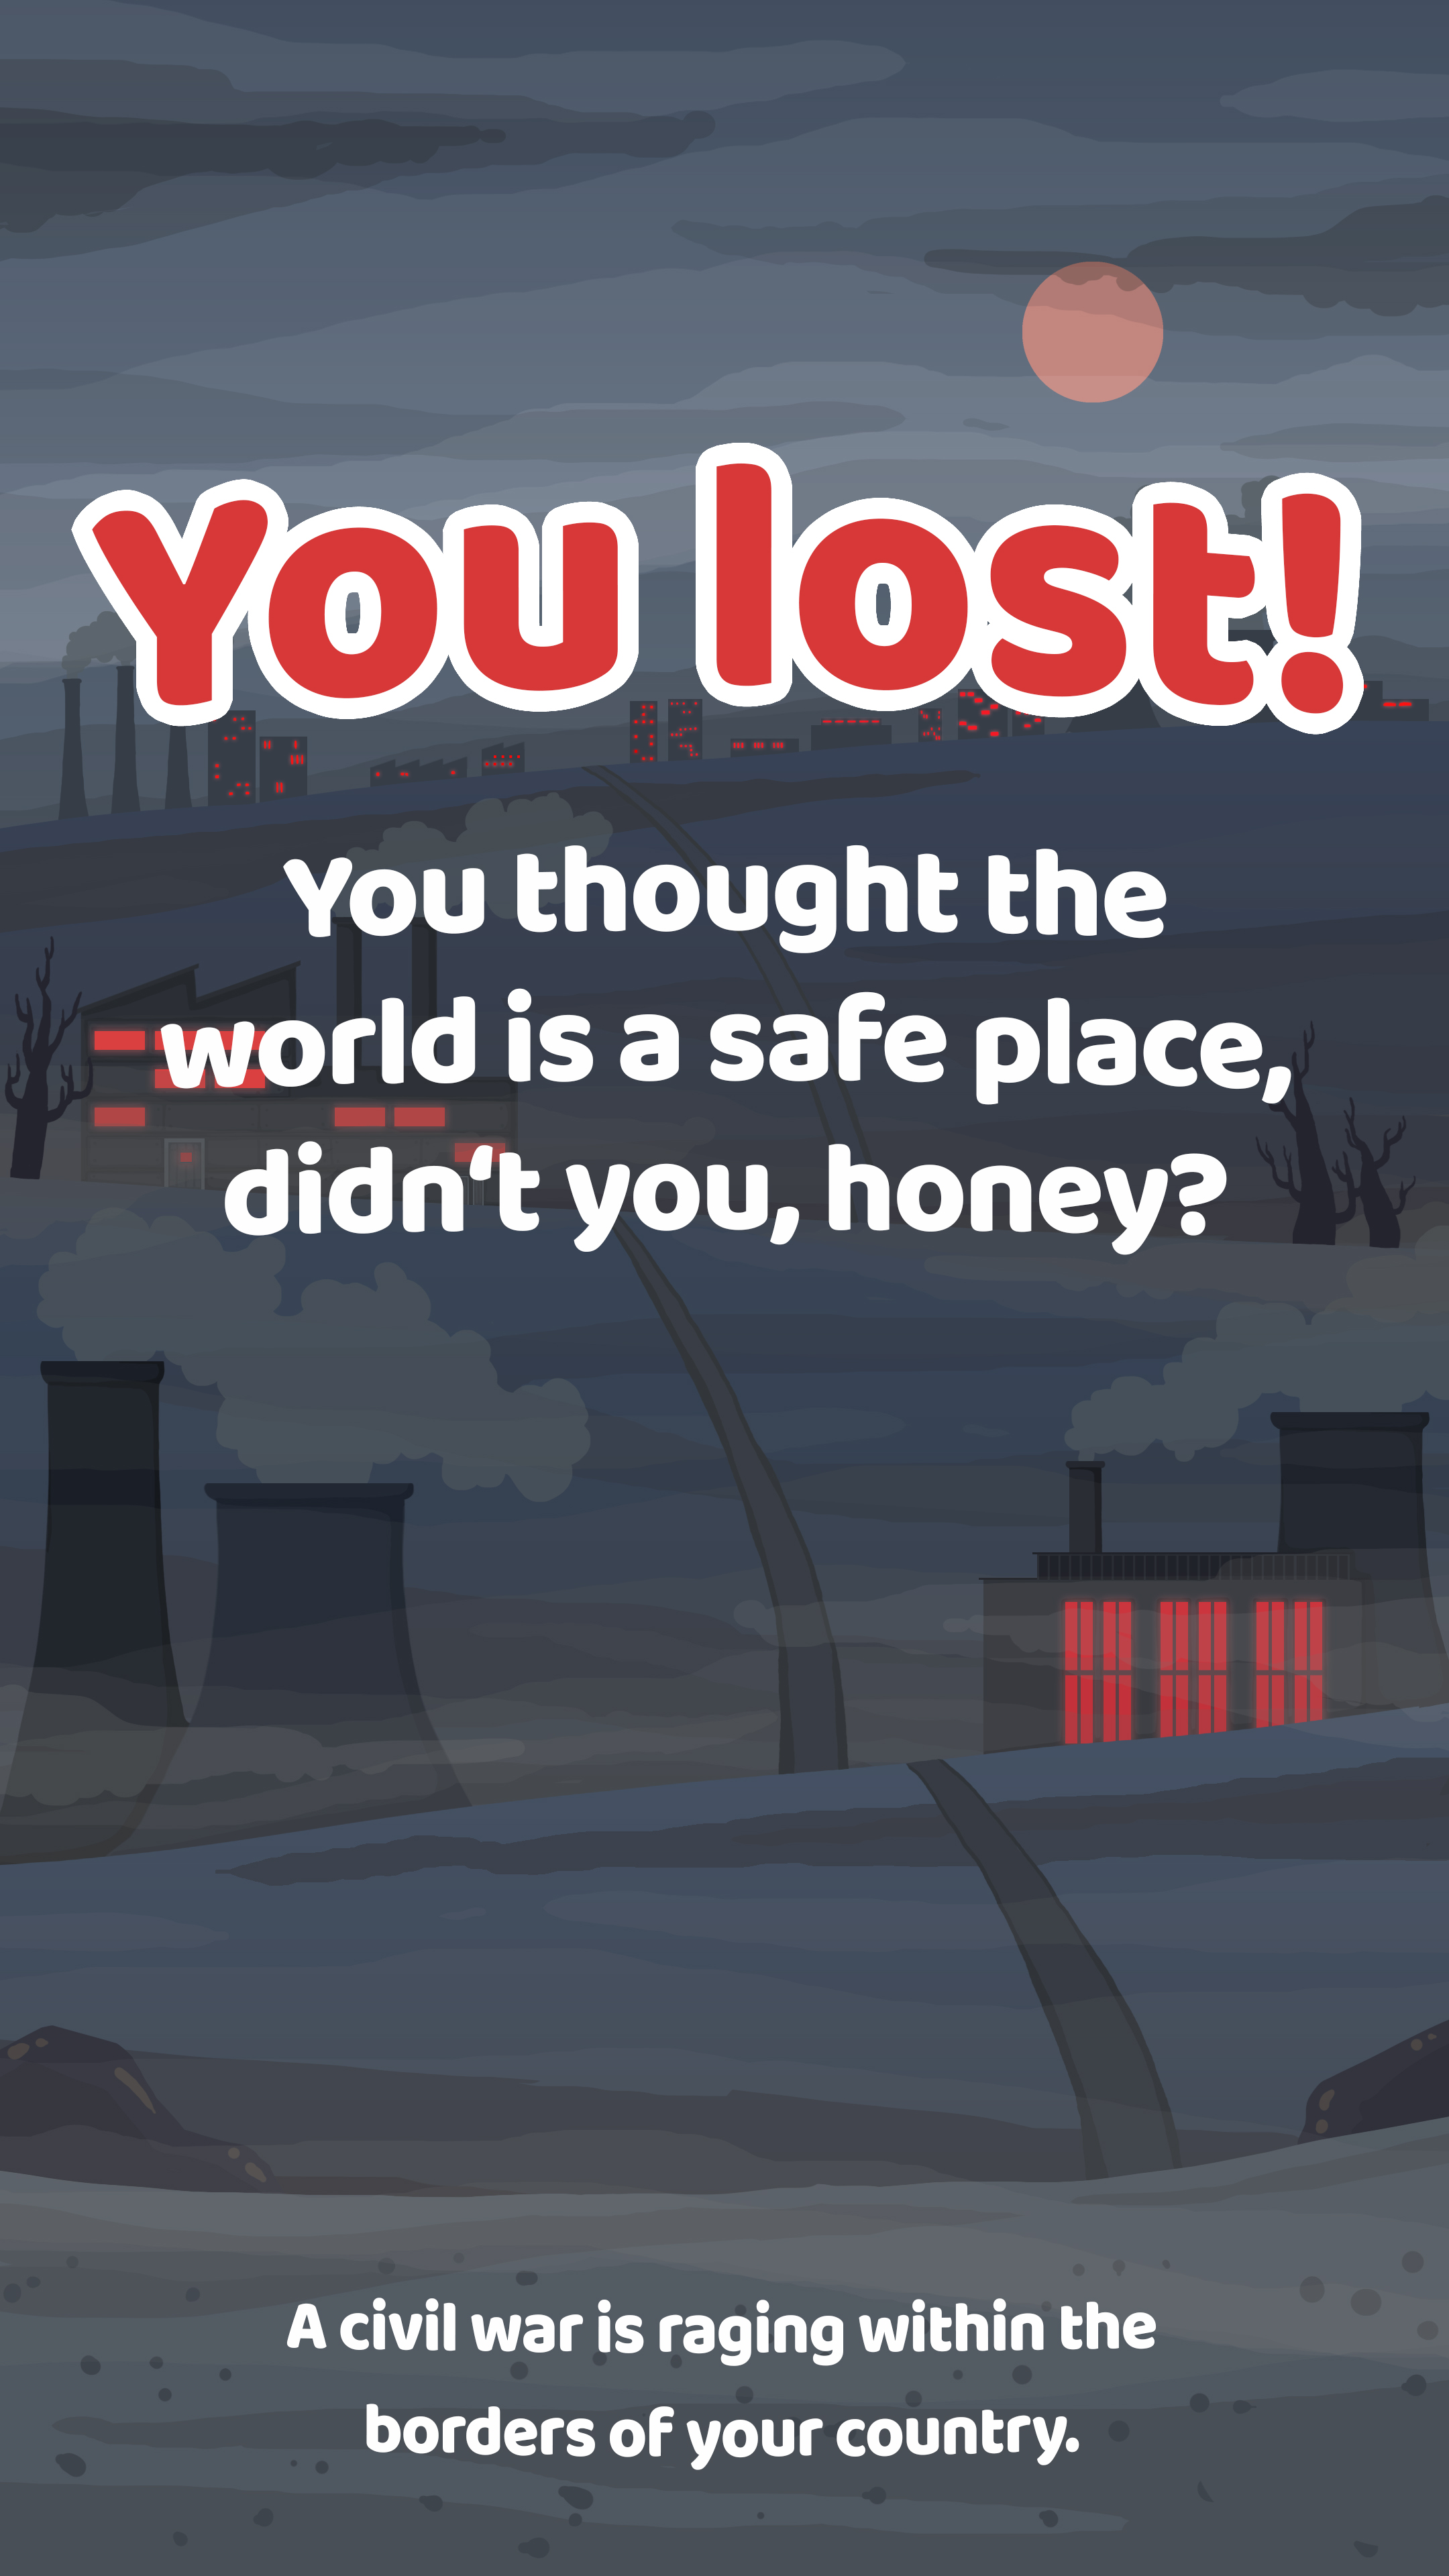 You lost!
You thought the
world is a safe place,
didn‘t you, honey?
A civil war is raging within the
borders of your country.